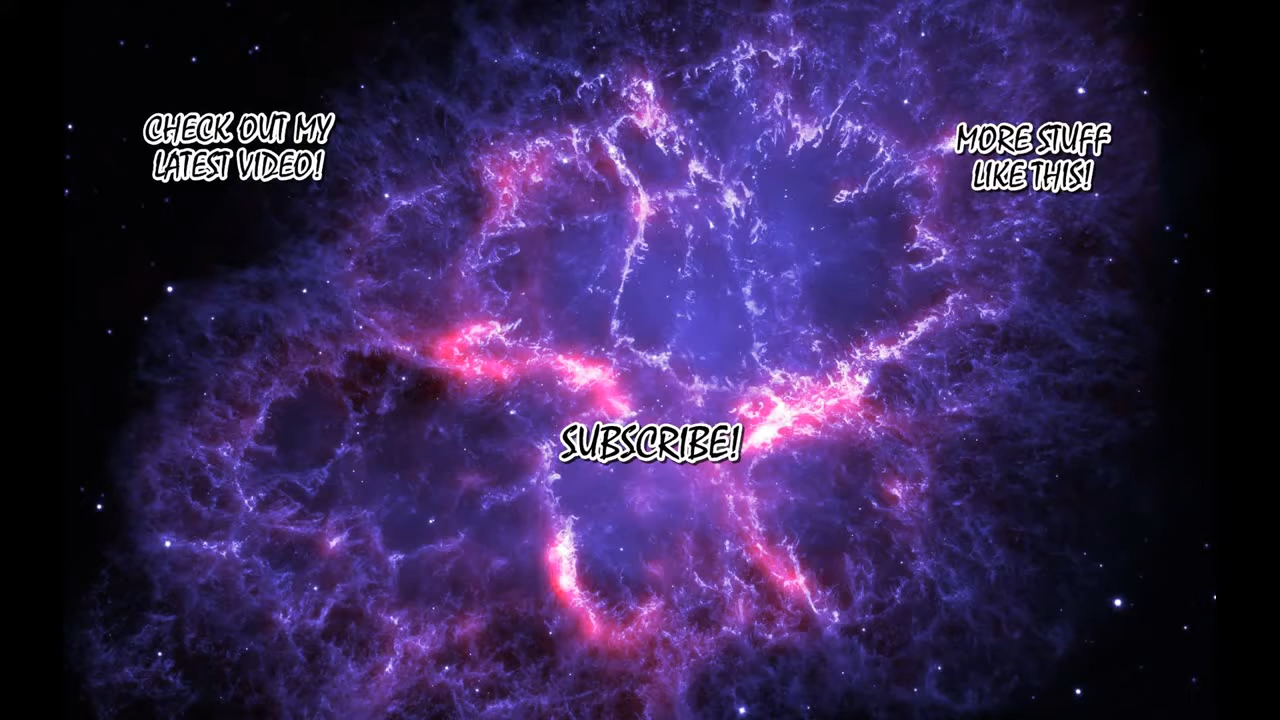 CHECK OUT MY
LATEST VIDEO!
MORE STUFF
LIKE THIS!
SUBSCRIBE!